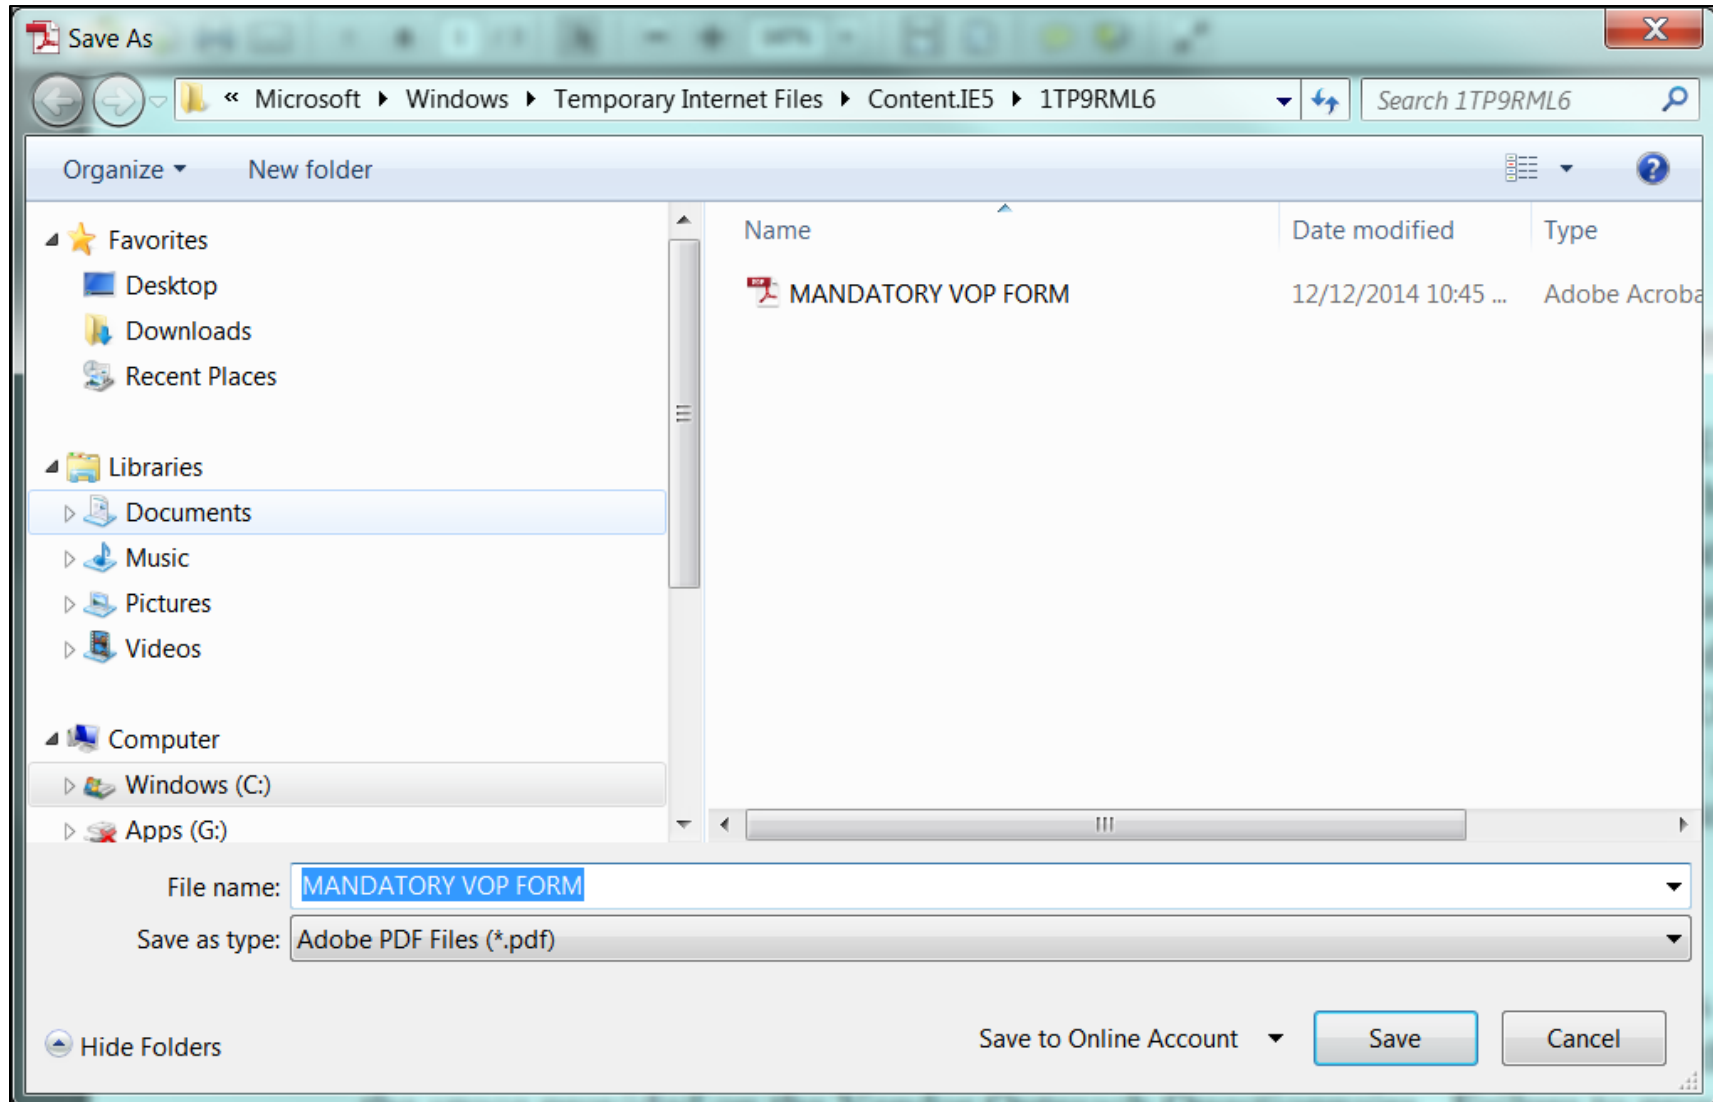 Save As
« Microsoft Windows Temporary Internet Files Content.IE5 1TP9RML6 Search 1TP9RML6
Organize New folder
Name Date modified Type
Favorites
Desktop
Downloads
Recent Places
Libraries
Documents
Music
Pictures
Videos
Computer
Windows (C:)
Apps (G:)
MANDATORY VOP FORM 12/12/2014 10:45 ... Adobe Acroba
File name: MANDATORY VOP FORM
Save as type: Adobe PDF Files (*.pdf)
Hide Folders Save to Online Account Save Cancel